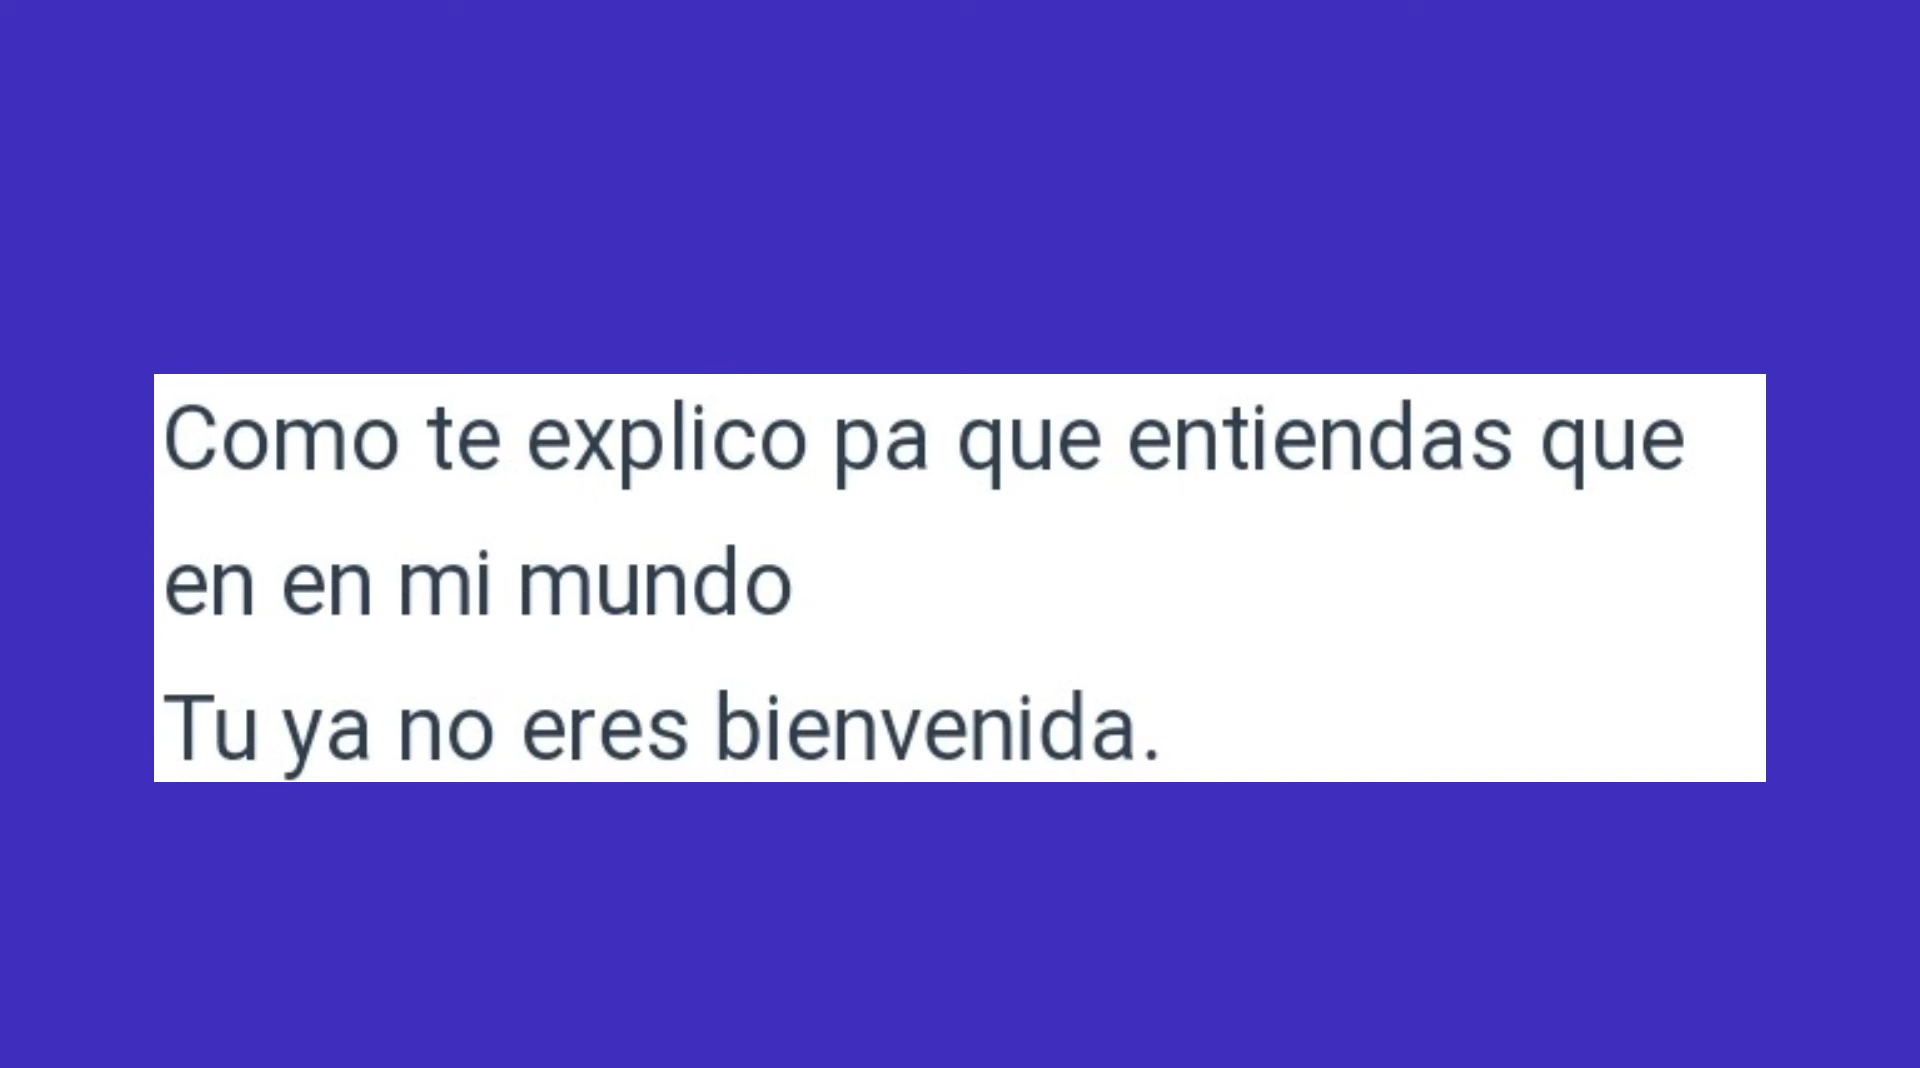 Como te explico pa que entiendas que
en en mi mundo
Tu ya no eres bienvenida.